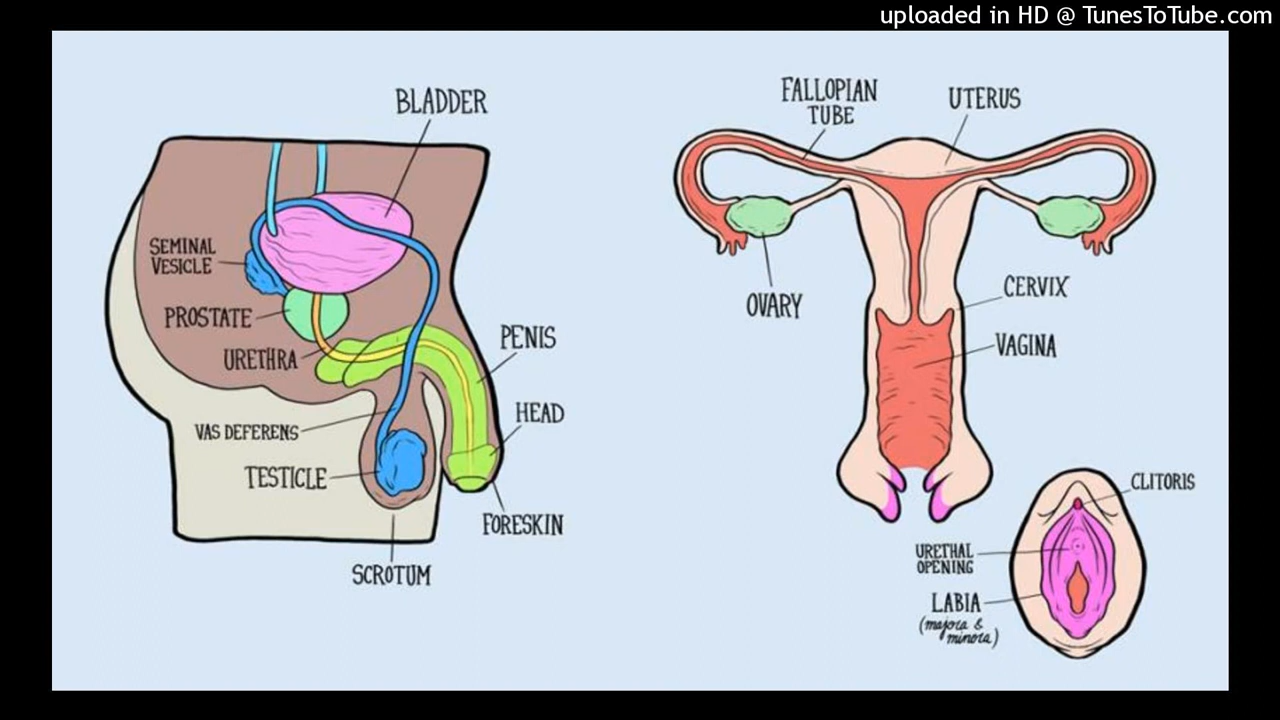 uploaded in HD @ TunesToTube.com
BLADDER
SEMINAL
VESICLE
PROSTATE
URETHRA
PENIS
HEAD
VAS DEFERENS
TESTICLE
FORESKIN
SCROTUM
FALLOPIAN
TUBE
UTERUS
OVARY
CERVIX
VAGINA
CLITORIS
URETHAL
OPENING
LABIA
(majora &
minora)